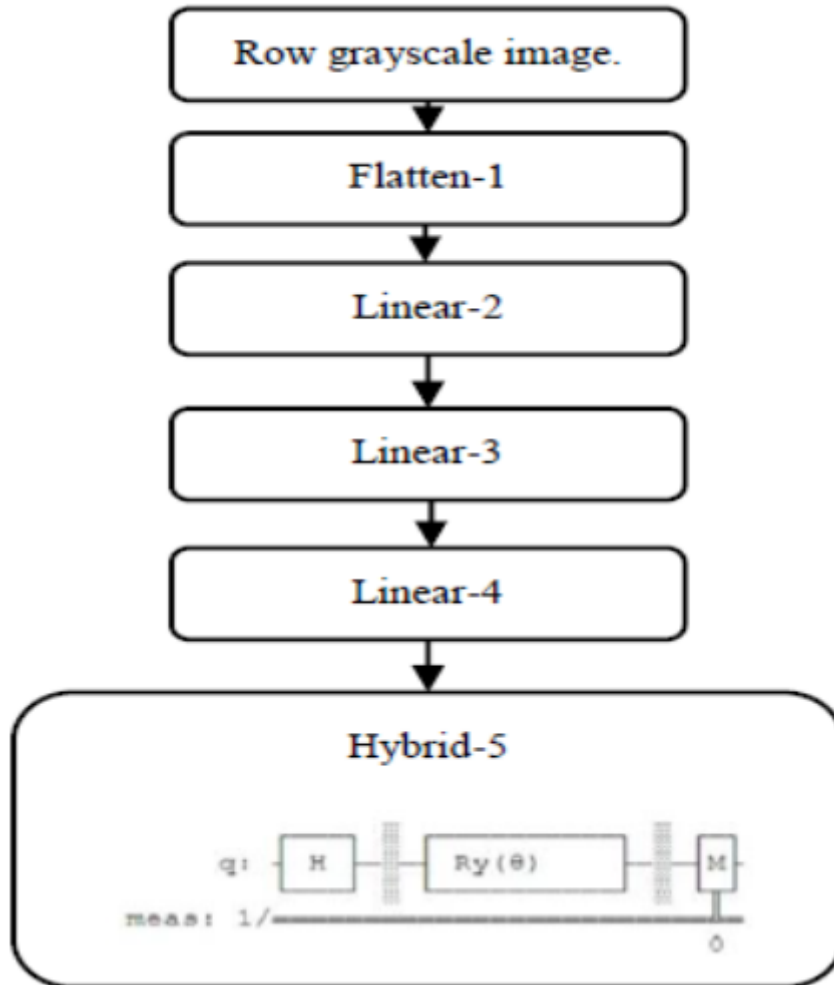 Row grayscale image.
Flatten-1
Linear-2
Linear-3
Linear-4
Hybrid-5
q: H Ry(θ) M
meas: 1/
0